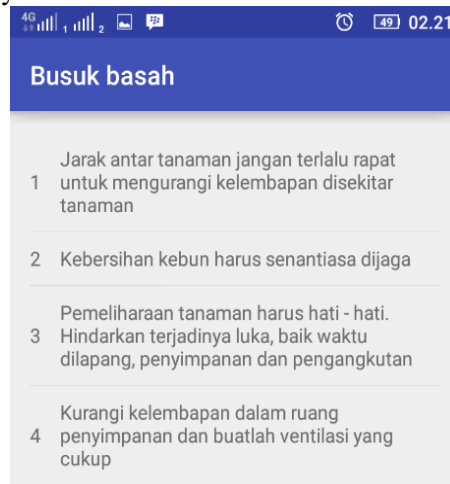 4G 1 2 49 02.21
Busuk basah
Jarak antar tanaman jangan terlalu rapat
1 untuk mengurangi kelembapan disekitar
tanaman
2 Kebersihan kebun harus senantiasa dijaga
Pemeliharaan tanaman harus hati - hati.
3 Hindarkan terjadinya luka, baik waktu
dilapang, penyimpanan dan pengangkutan
Kurangi kelembapan dalam ruang
4 penyimpanan dan buatlah ventilasi yang
cukup